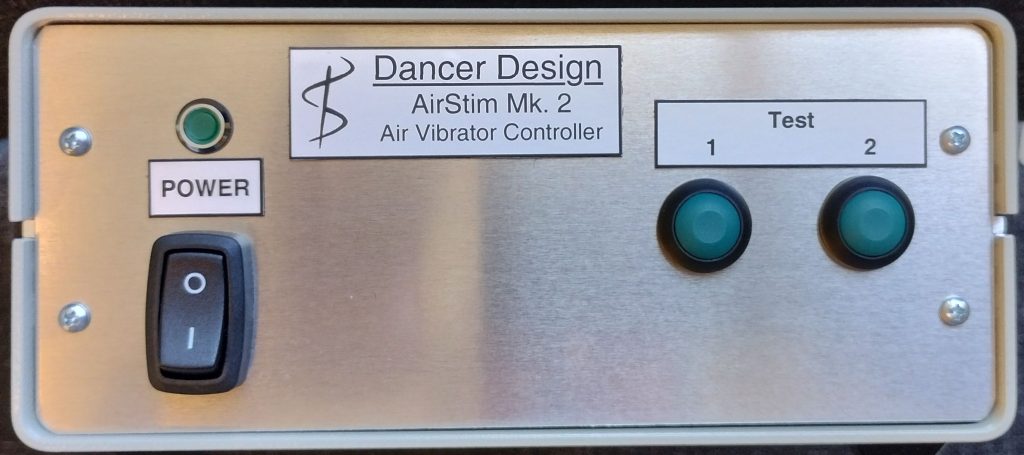 Dancer Design
AirStim Mk. 2
Air Vibrator Controller
Test
1 2
POWER
O
I